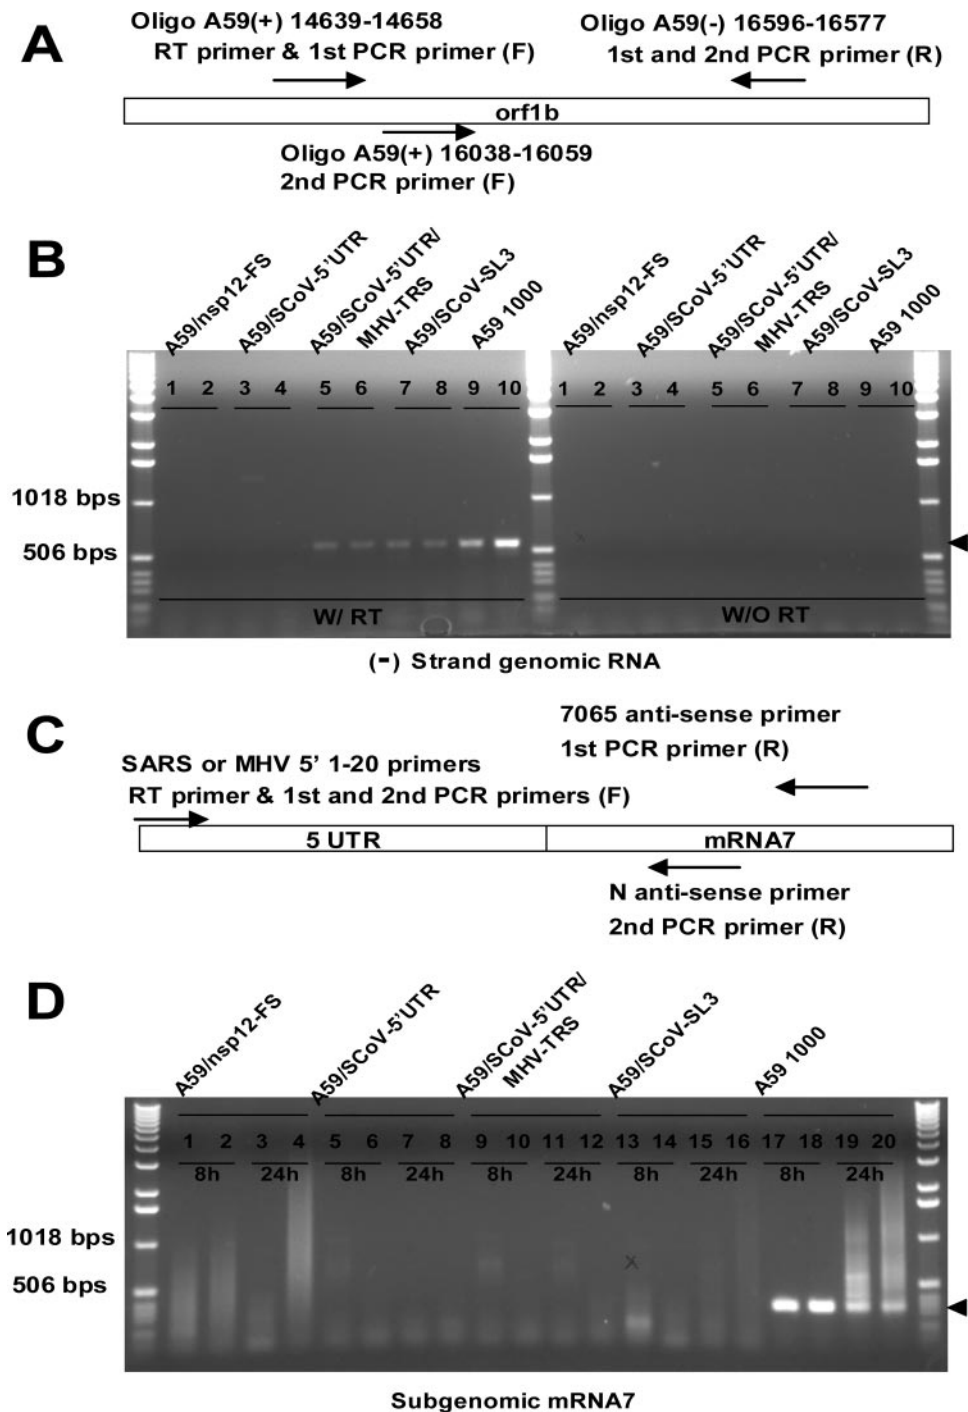 A
Oligo A59(+) 14639-14658
RT primer & 1st PCR primer (F)
Oligo A59(-) 16596-16577
1st and 2nd PCR primer (R)
orf1b
Oligo A59(+) 16038-16059
2nd PCR primer (F)
B
A59/nsp12-FS
A59/SCoV-5'UTR
A59/SCoV-5'UTR/
MHV-TRS
A59/SCoV-SL3
A59 1000
A59/nsp12-FS
A59/SCoV-5'UTR
A59/SCoV-5'UTR/
MHV-TRS
A59/SCoV-SL3
A59 1000
1 2 3 4 5 6 7 8 9 10
1 2 3 4 5 6 7 8 9 10
1018 bps
506 bps
W/ RT
W/O RT
(-) Strand genomic RNA
C
7065 anti-sense primer
1st PCR primer (R)
SARS or MHV 5' 1-20 primers
RT primer & 1st and 2nd PCR primers (F)
5 UTR
mRNA7
N anti-sense primer
2nd PCR primer (R)
D
A59/nsp12-FS
A59/SCoV-5'UTR
A59/SCoV-5'UTR/
MHV-TRS
A59/SCoV-SL3
A59 1000
1 2 3 4 5 6 7 8 9 10 11 12 13 14 15 16 17 18 19 20
8h 24h 8h 24h 8h 24h 8h 24h 8h 24h
1018 bps
506 bps
x
Subgenomic mRNA7